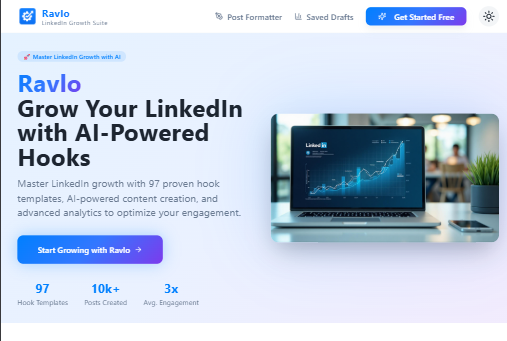 Ravlo
LinkedIn Growth Suite
Post Formatter
Saved Drafts
Get Started Free
🚀 Master LinkedIn Growth with AI
Ravlo
Grow Your LinkedIn
with AI-Powered
Hooks
Master LinkedIn growth with 97 proven hook
templates, AI-powered content creation, and
advanced analytics to optimize your engagement.
Linked in
Start Growing with Ravlo →
97 10k+ 3x
Hook Templates Posts Created Avg. Engagement